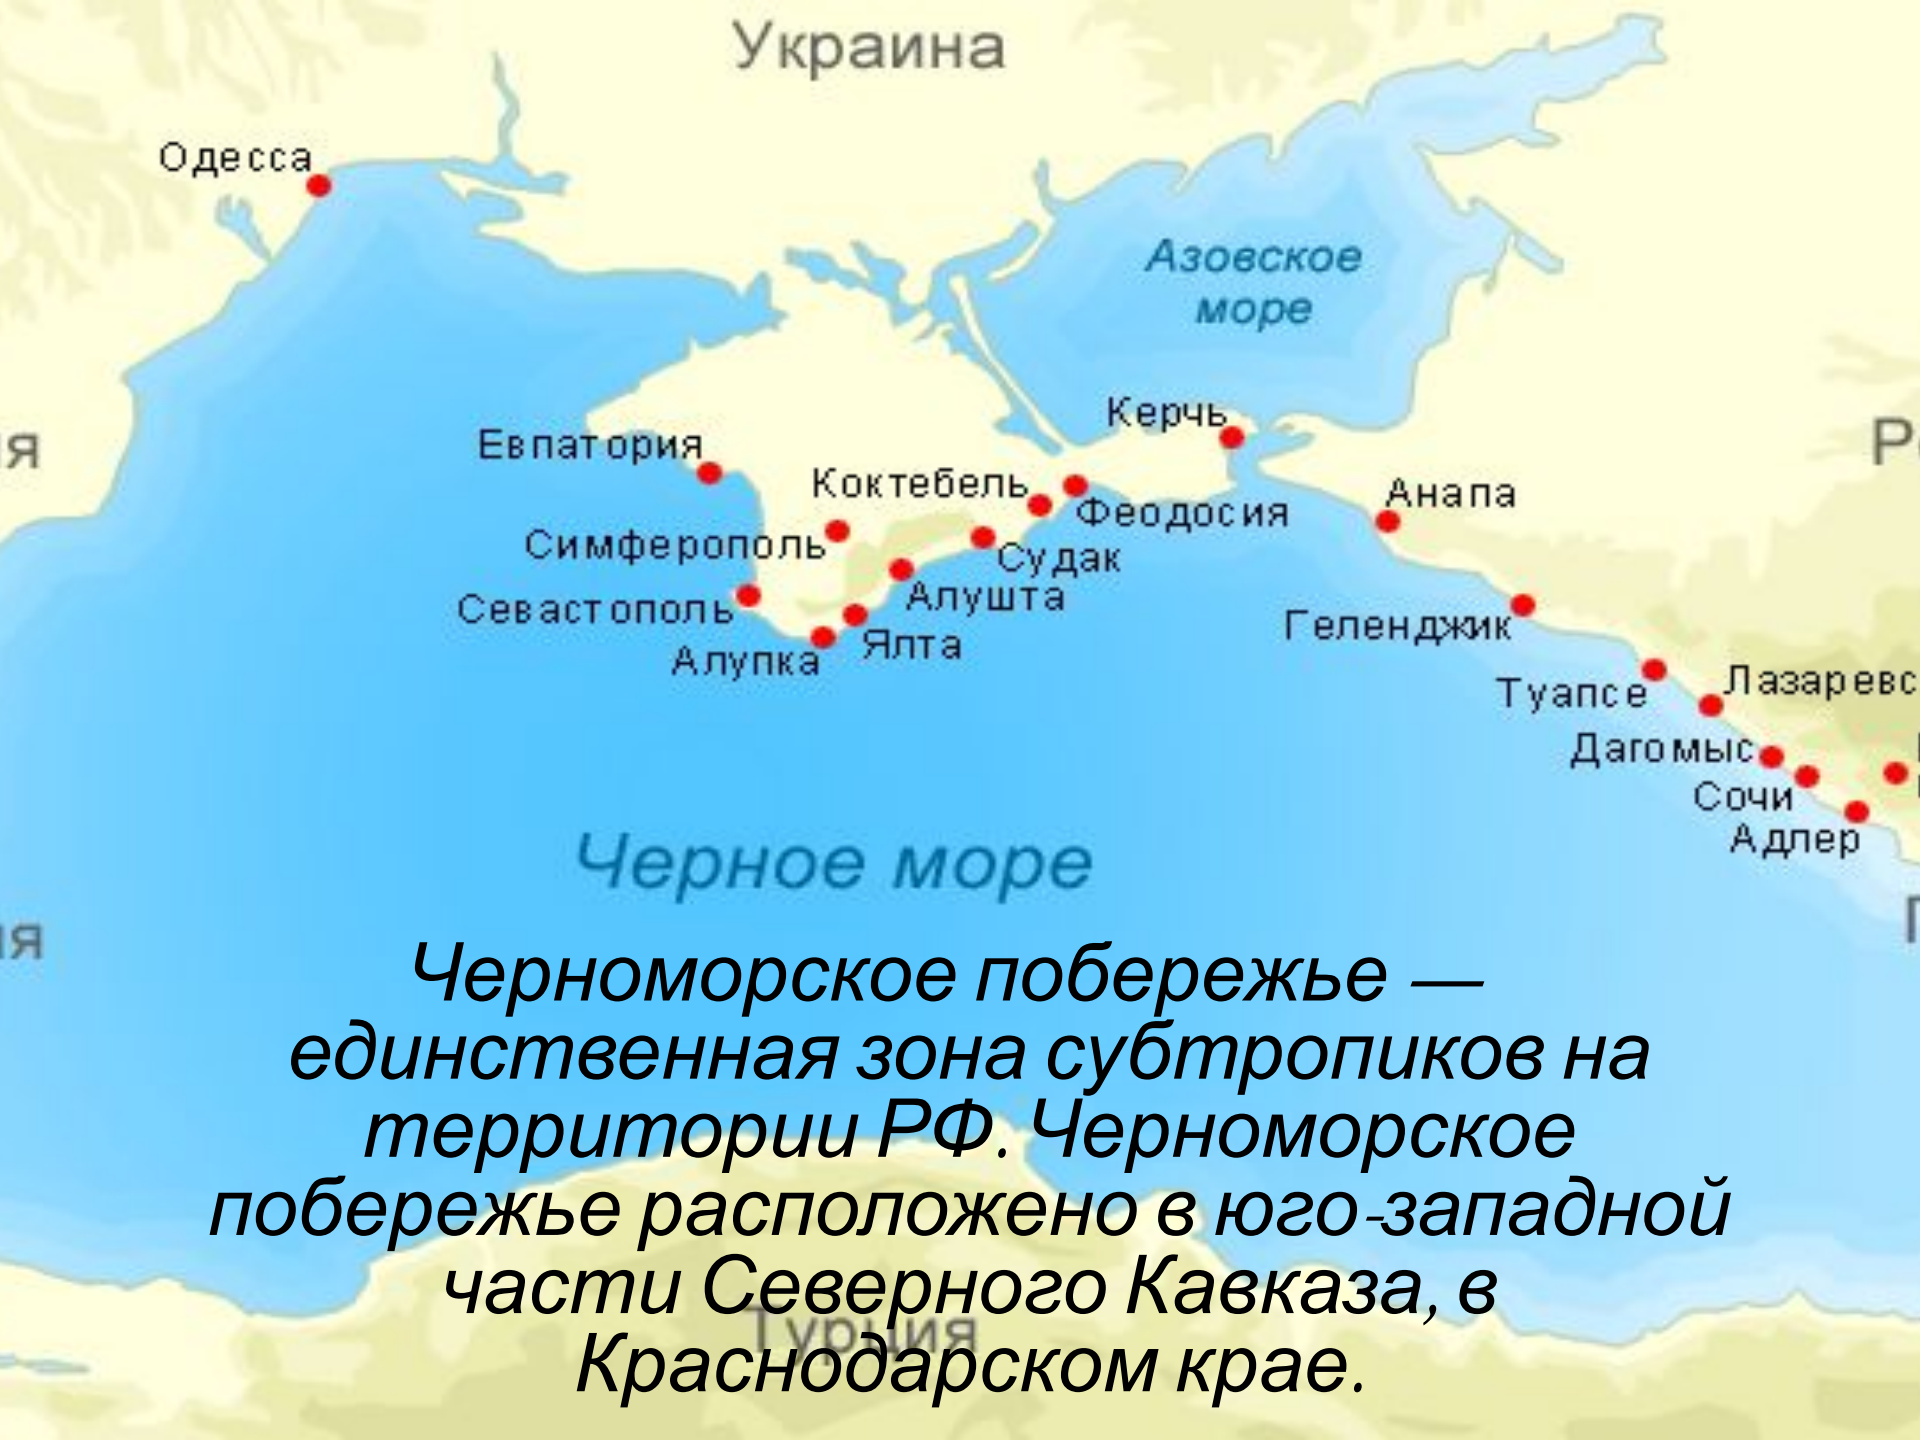 Украина
Одесса
Азовское
море
Керчь
Евпатория
Коктебель
Феодосия
Анапа
Симферополь
Судак
Севастополь
Алушта
Алупка
Ялта
Геленджик
Туапсе
Лазаревс
Дагомыс
Сочи
Адлер
Черное море
Черноморское побережье —
единственная зона субтропиков на
территории РФ. Черноморское
побережье расположено в юго-западной
части Северного Кавказа, в
Турция
Краснодарском крае.